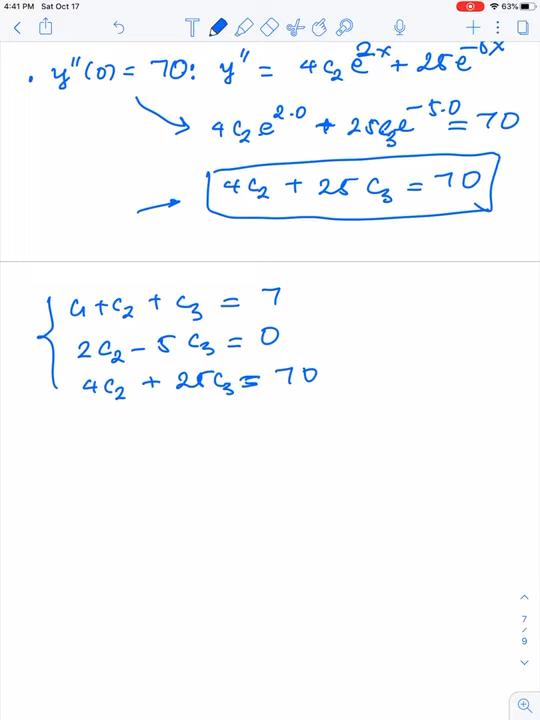 4:41 PM Sat Oct 17 63%
. y''(0) = 70: y'' = 4c₂e^2x + 25e^-5x
4c₂e^2·0 + 25c₃e^-5·0 = 70
4c₂ + 25c₃ = 70
c₁ + c₂ + c₃ = 7
2c₂ - 5c₃ = 0
4c₂ + 25c₃ = 70
7
/
9